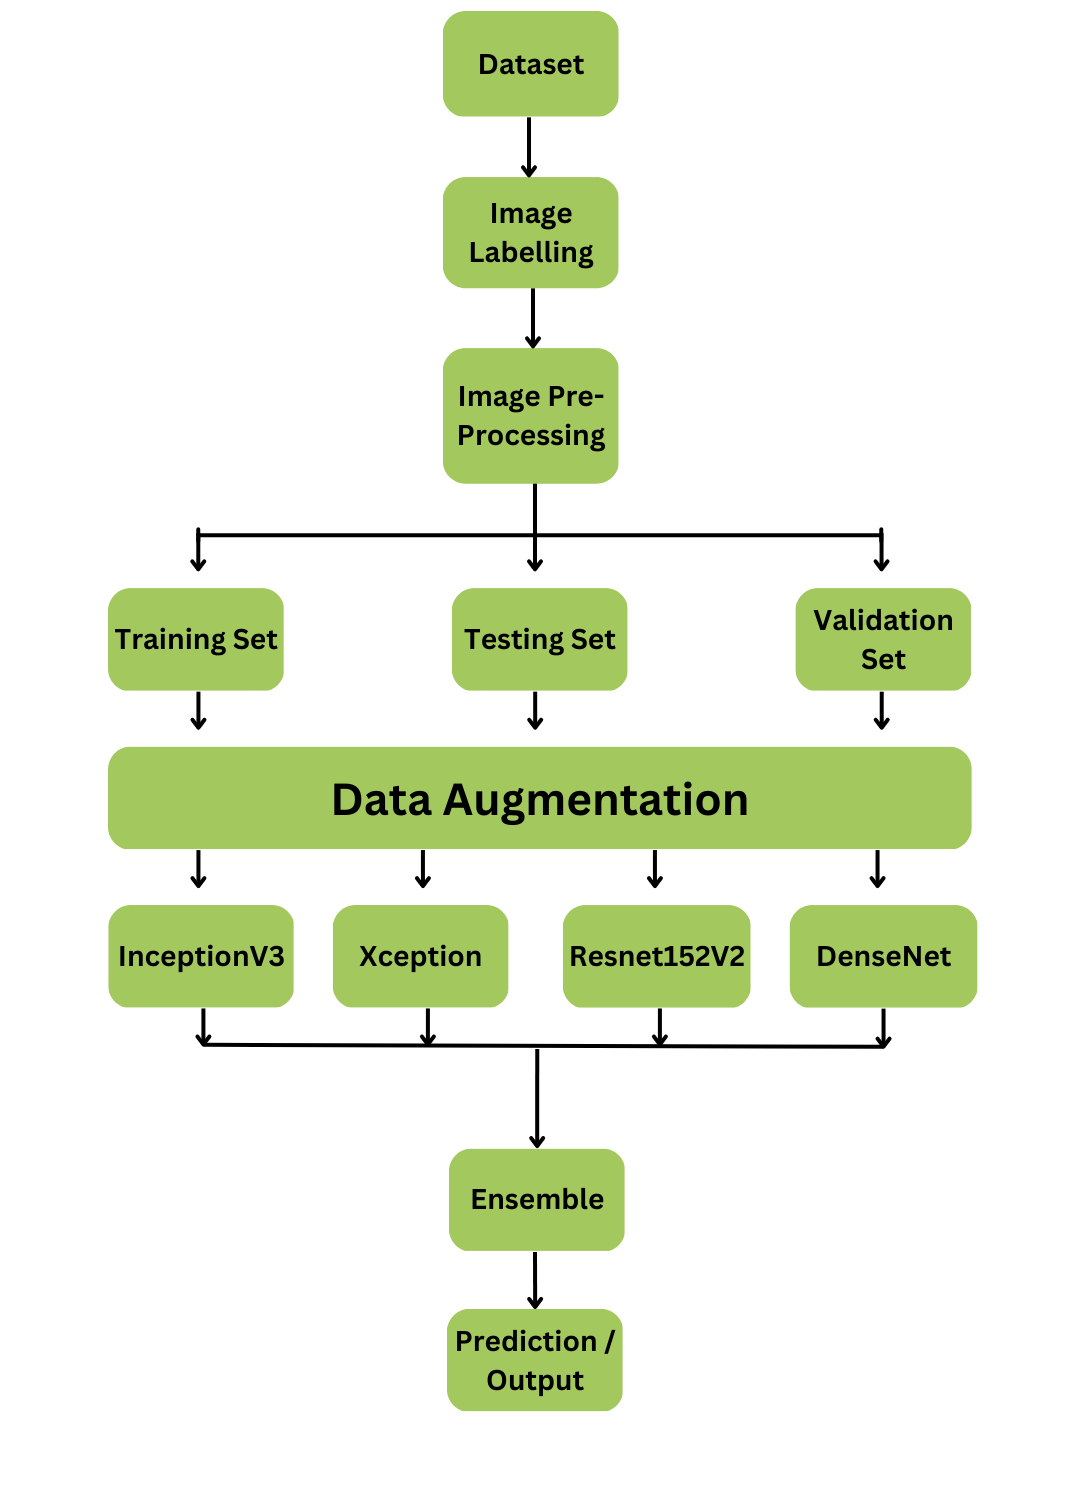 Dataset
Image
Labelling
Image Pre-
Processing
Training Set
Testing Set
Validation
Set
Data Augmentation
InceptionV3
Xception
Resnet152V2
DenseNet
Ensemble
Prediction /
Output